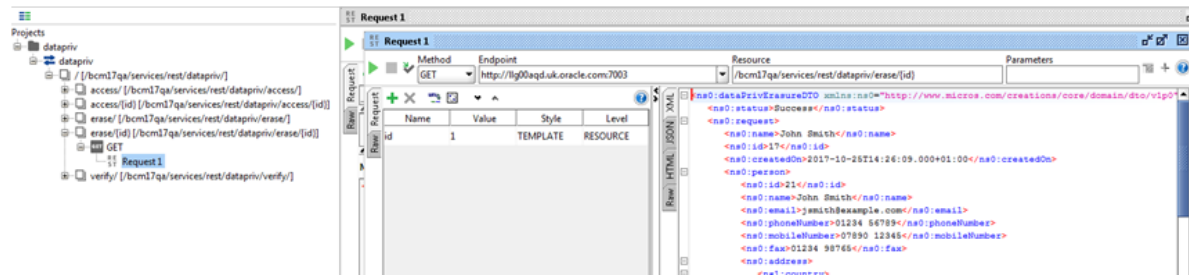 Projects
datapriv
datapriv
/ [/bcm17qa/services/rest/datapriv/]
access/ [/bcm17qa/services/rest/datapriv/access/]
access/{id} [/bcm17qa/services/rest/datapriv/access/{id}]
erase/ [/bcm17qa/services/rest/datapriv/erase/]
erase/{id} [/bcm17qa/services/rest/datapriv/erase/{id}]
GET
Request 1
verify/ [/bcm17qa/services/rest/datapriv/verify/]
Request 1
Request 1
Method Endpoint Resource Parameters
GET http://llg00aqd.uk.oracle.com:7003 /bcm17qa/services/rest/datapriv/erase/{id}
Raw Request
Raw Request
Name Value Style Level
id 1 TEMPLATE RESOURCE
Raw HTML JSON XML
<ns0:dataPrivErasureDTO xmlns:ns0="http://www.micros.com/creations/core/domain/dto/v1p0"
<ns0:status>Success</ns0:status>
<ns0:request>
<ns0:name>John Smith</ns0:name>
<ns0:id>17</ns0:id>
<ns0:createdOn>2017-10-25T14:26:09.000+01:00</ns0:createdOn>
<ns0:person>
<ns0:id>21</ns0:id>
<ns0:name>John Smith</ns0:name>
<ns0:email>jsmith@example.com</ns0:email>
<ns0:phoneNumber>01234 56789</ns0:phoneNumber>
<ns0:mobileNumber>07890 12345</ns0:mobileNumber>
<ns0:fax>01234 98765</ns0:fax>
<ns0:address>
<ns1:country>